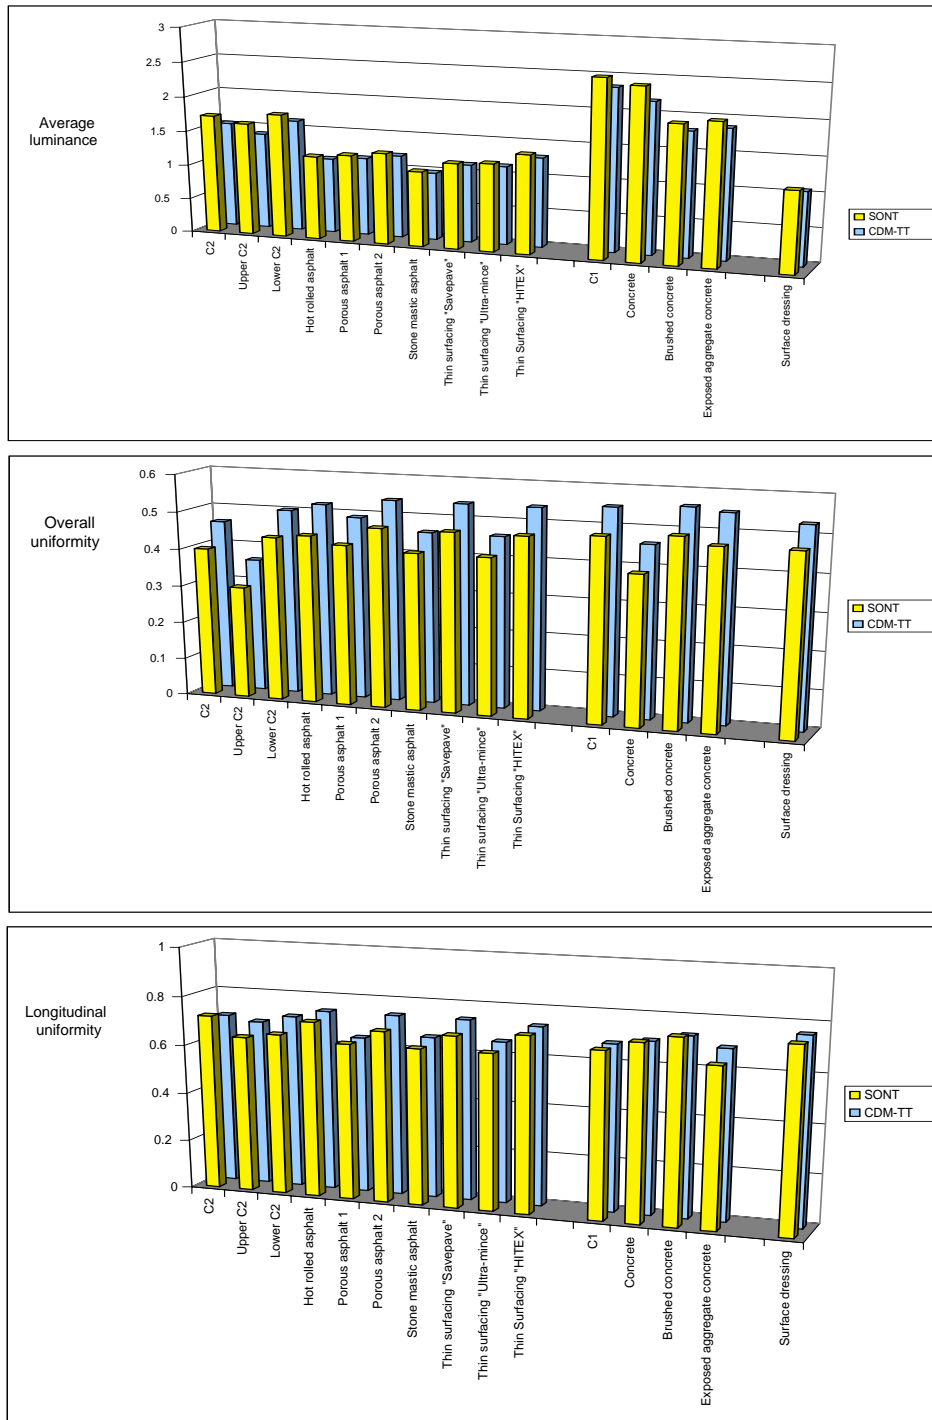 3
2.5
2
1.5
1
0.5
0
Average
luminance
SONT
CDM-TT
C2
Upper C2
Lower C2
Hot rolled asphalt
Porous asphalt 1
Porous asphalt 2
Stone mastic asphalt
Thin surfacing "Savepave"
Thin surfacing "Ultra-mince"
Thin Surfacing "HITEX"
C1
Concrete
Brushed concrete
Exposed aggregate concrete
Surface dressing
0.6
0.5
0.4
0.3
0.2
0.1
0
Overall
uniformity
SONT
CDM-TT
C2
Upper C2
Lower C2
Hot rolled asphalt
Porous asphalt 1
Porous asphalt 2
Stone mastic asphalt
Thin surfacing "Savepave"
Thin surfacing "Ultra-mince"
Thin Surfacing "HITEX"
C1
Concrete
Brushed concrete
Exposed aggregate concrete
Surface dressing
1
0.8
0.6
0.4
0.2
0
Longitudinal
uniformity
SONT
CDM-TT
C2
Upper C2
Lower C2
Hot rolled asphalt
Porous asphalt 1
Porous asphalt 2
Stone mastic asphalt
Thin surfacing "Savepave"
Thin surfacing "Ultra-mince"
Thin Surfacing "HITEX"
C1
Concrete
Brushed concrete
Exposed aggregate concrete
Surface dressing